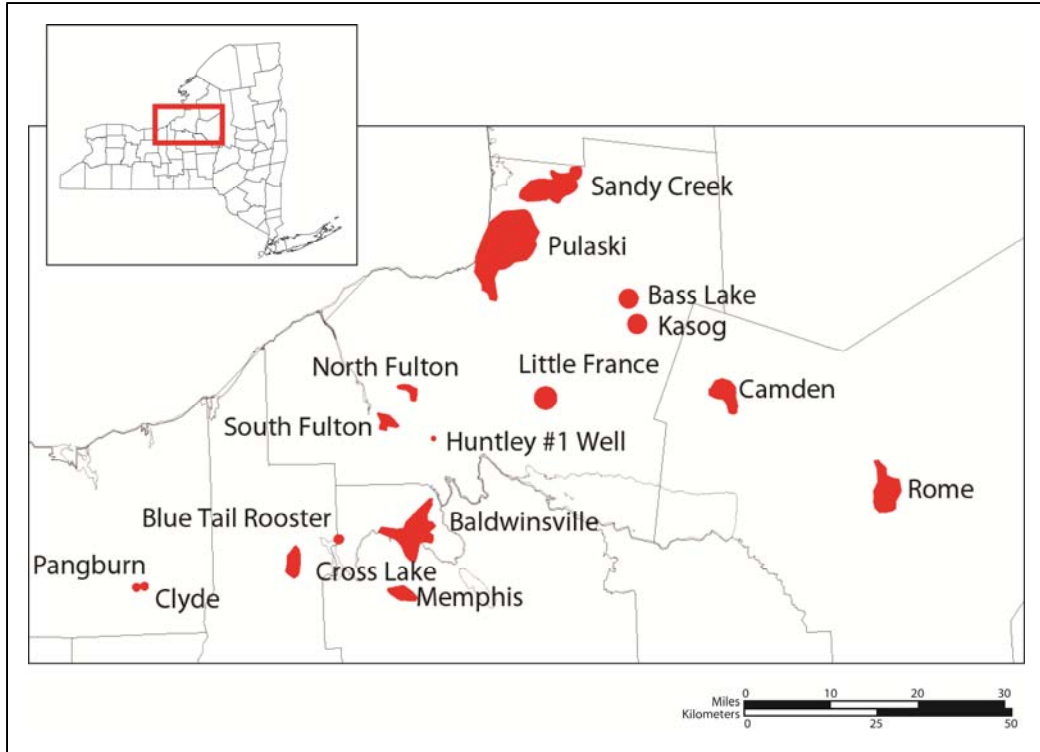 Sandy Creek
Pulaski
Bass Lake
Kasog
Little France
North Fulton
Camden
South Fulton
Huntley #1 Well
Rome
Blue Tail Rooster
Baldwinsville
Pangburn
Cross Lake
Clyde
Memphis
0 10 20 30
Miles
Kilometers
0 25 50